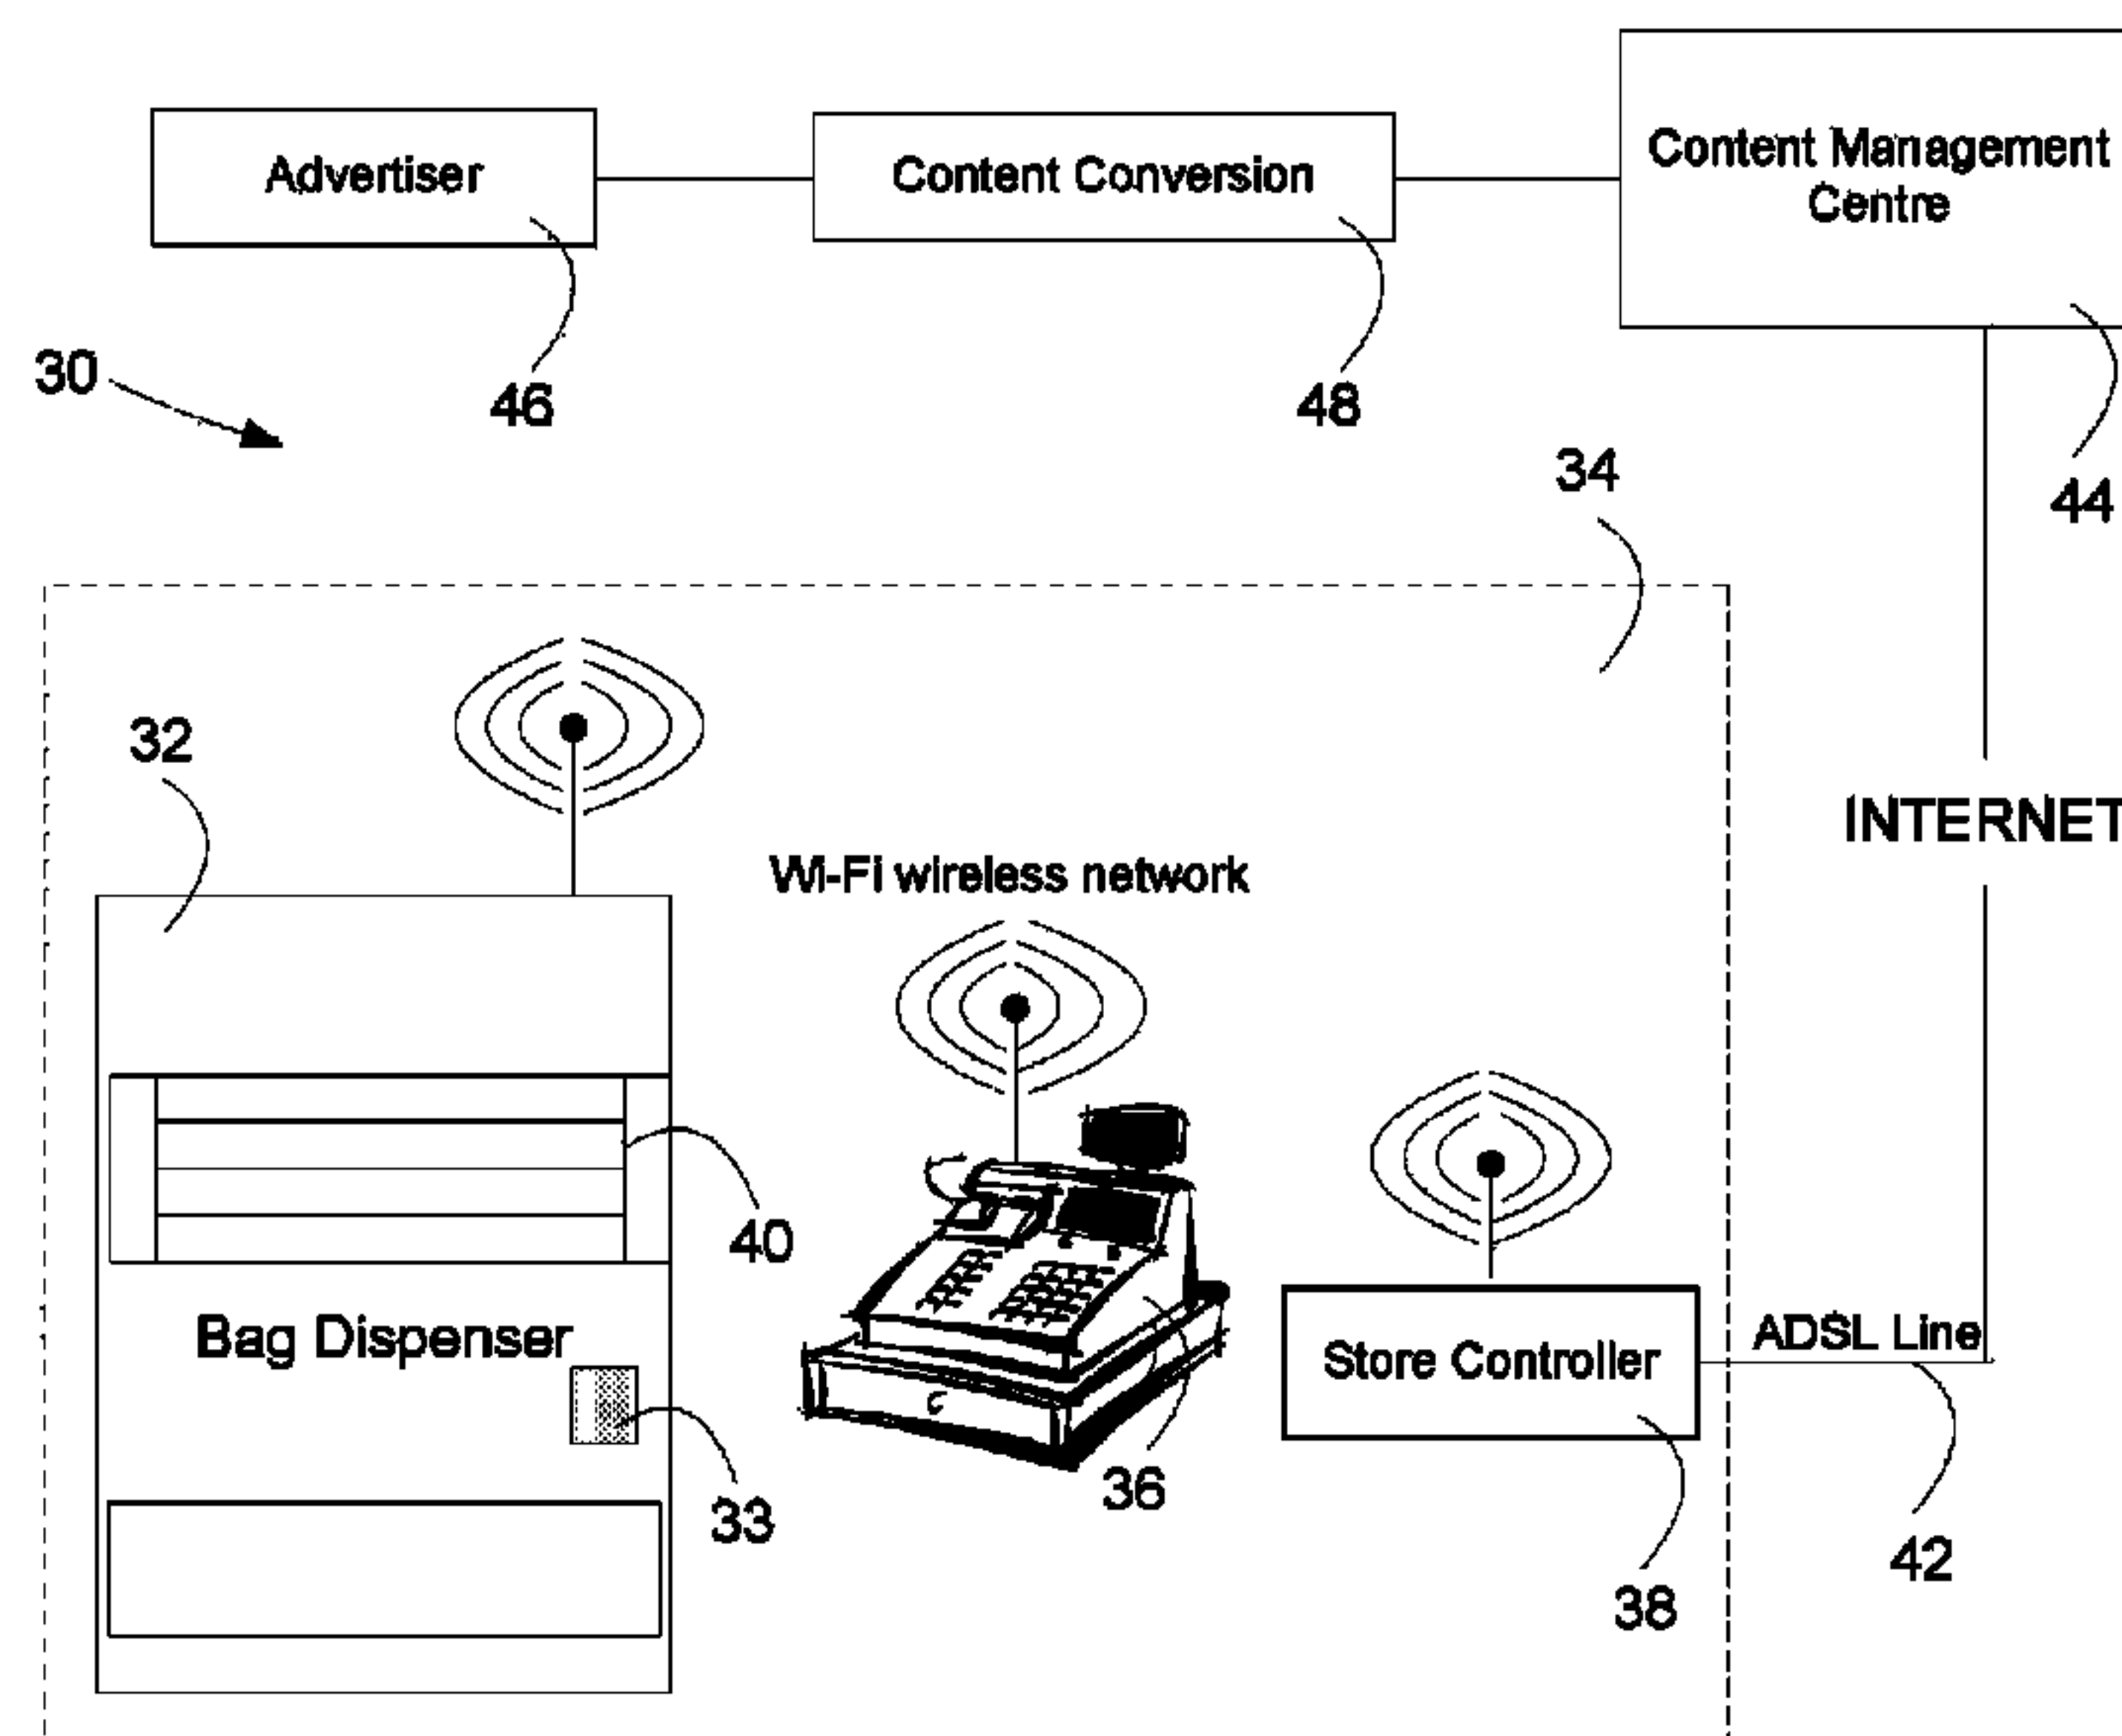 Advertiser
Content Conversion
Content Management
Centre
30
46
48
34
44
32
INTERNET
Wi-Fi wireless network
40
Bag Dispenser
Store Controller
ADSL Line
33
36
38
42